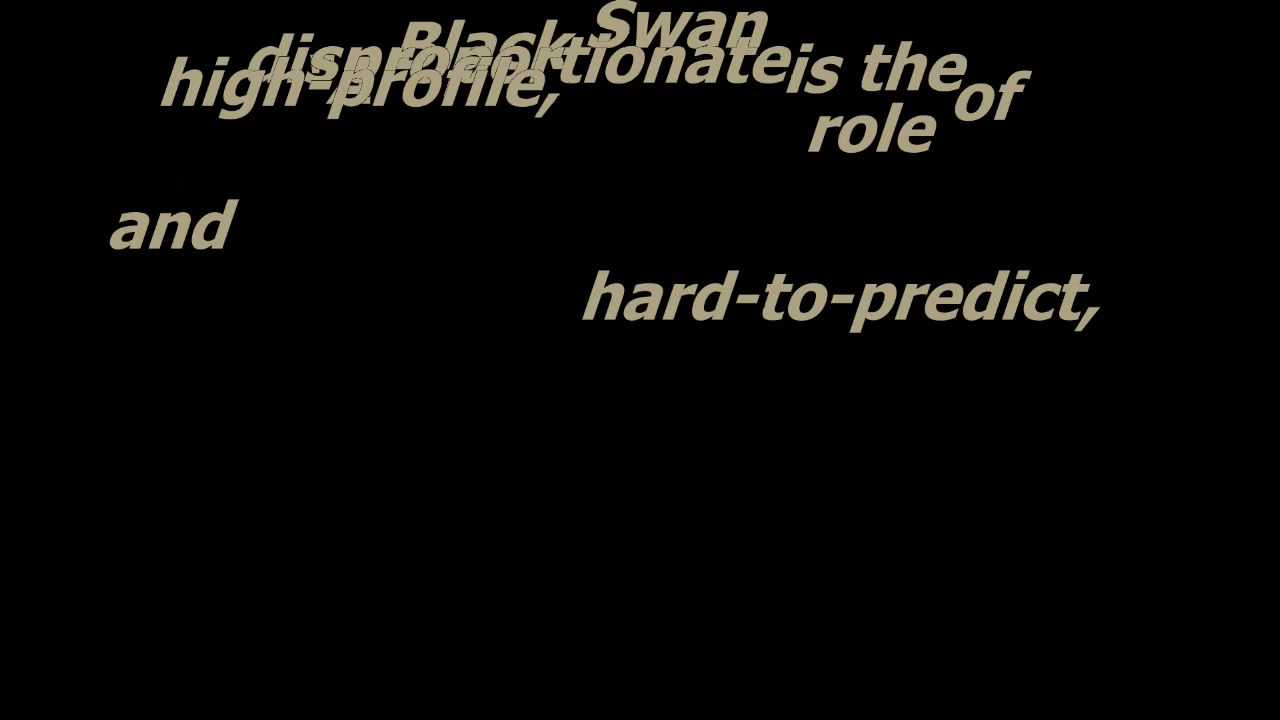 A Black Swan is the
disproportionate role of
high-profile,
hard-to-predict,
and